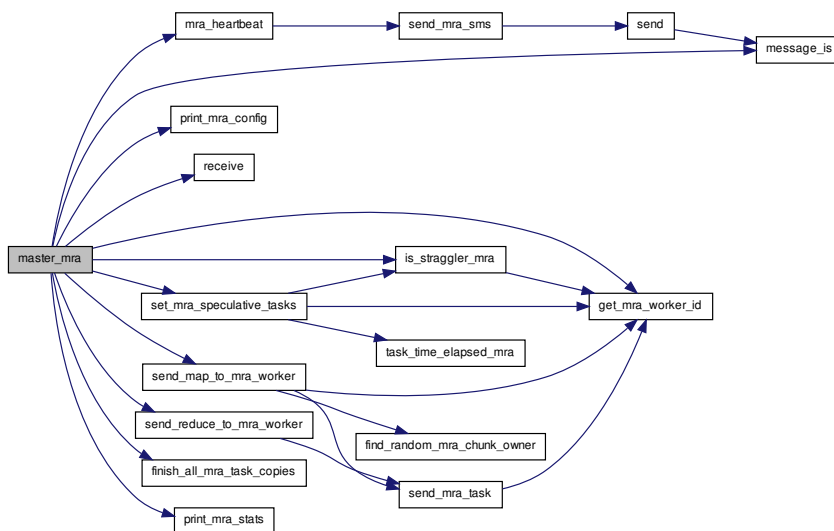 mra_heartbeat
send_mra_sms
send
message_is
print_mra_config
receive
master_mra
is_straggler_mra
set_mra_speculative_tasks
get_mra_worker_id
task_time_elapsed_mra
send_map_to_mra_worker
send_reduce_to_mra_worker
find_random_mra_chunk_owner
finish_all_mra_task_copies
send_mra_task
print_mra_stats